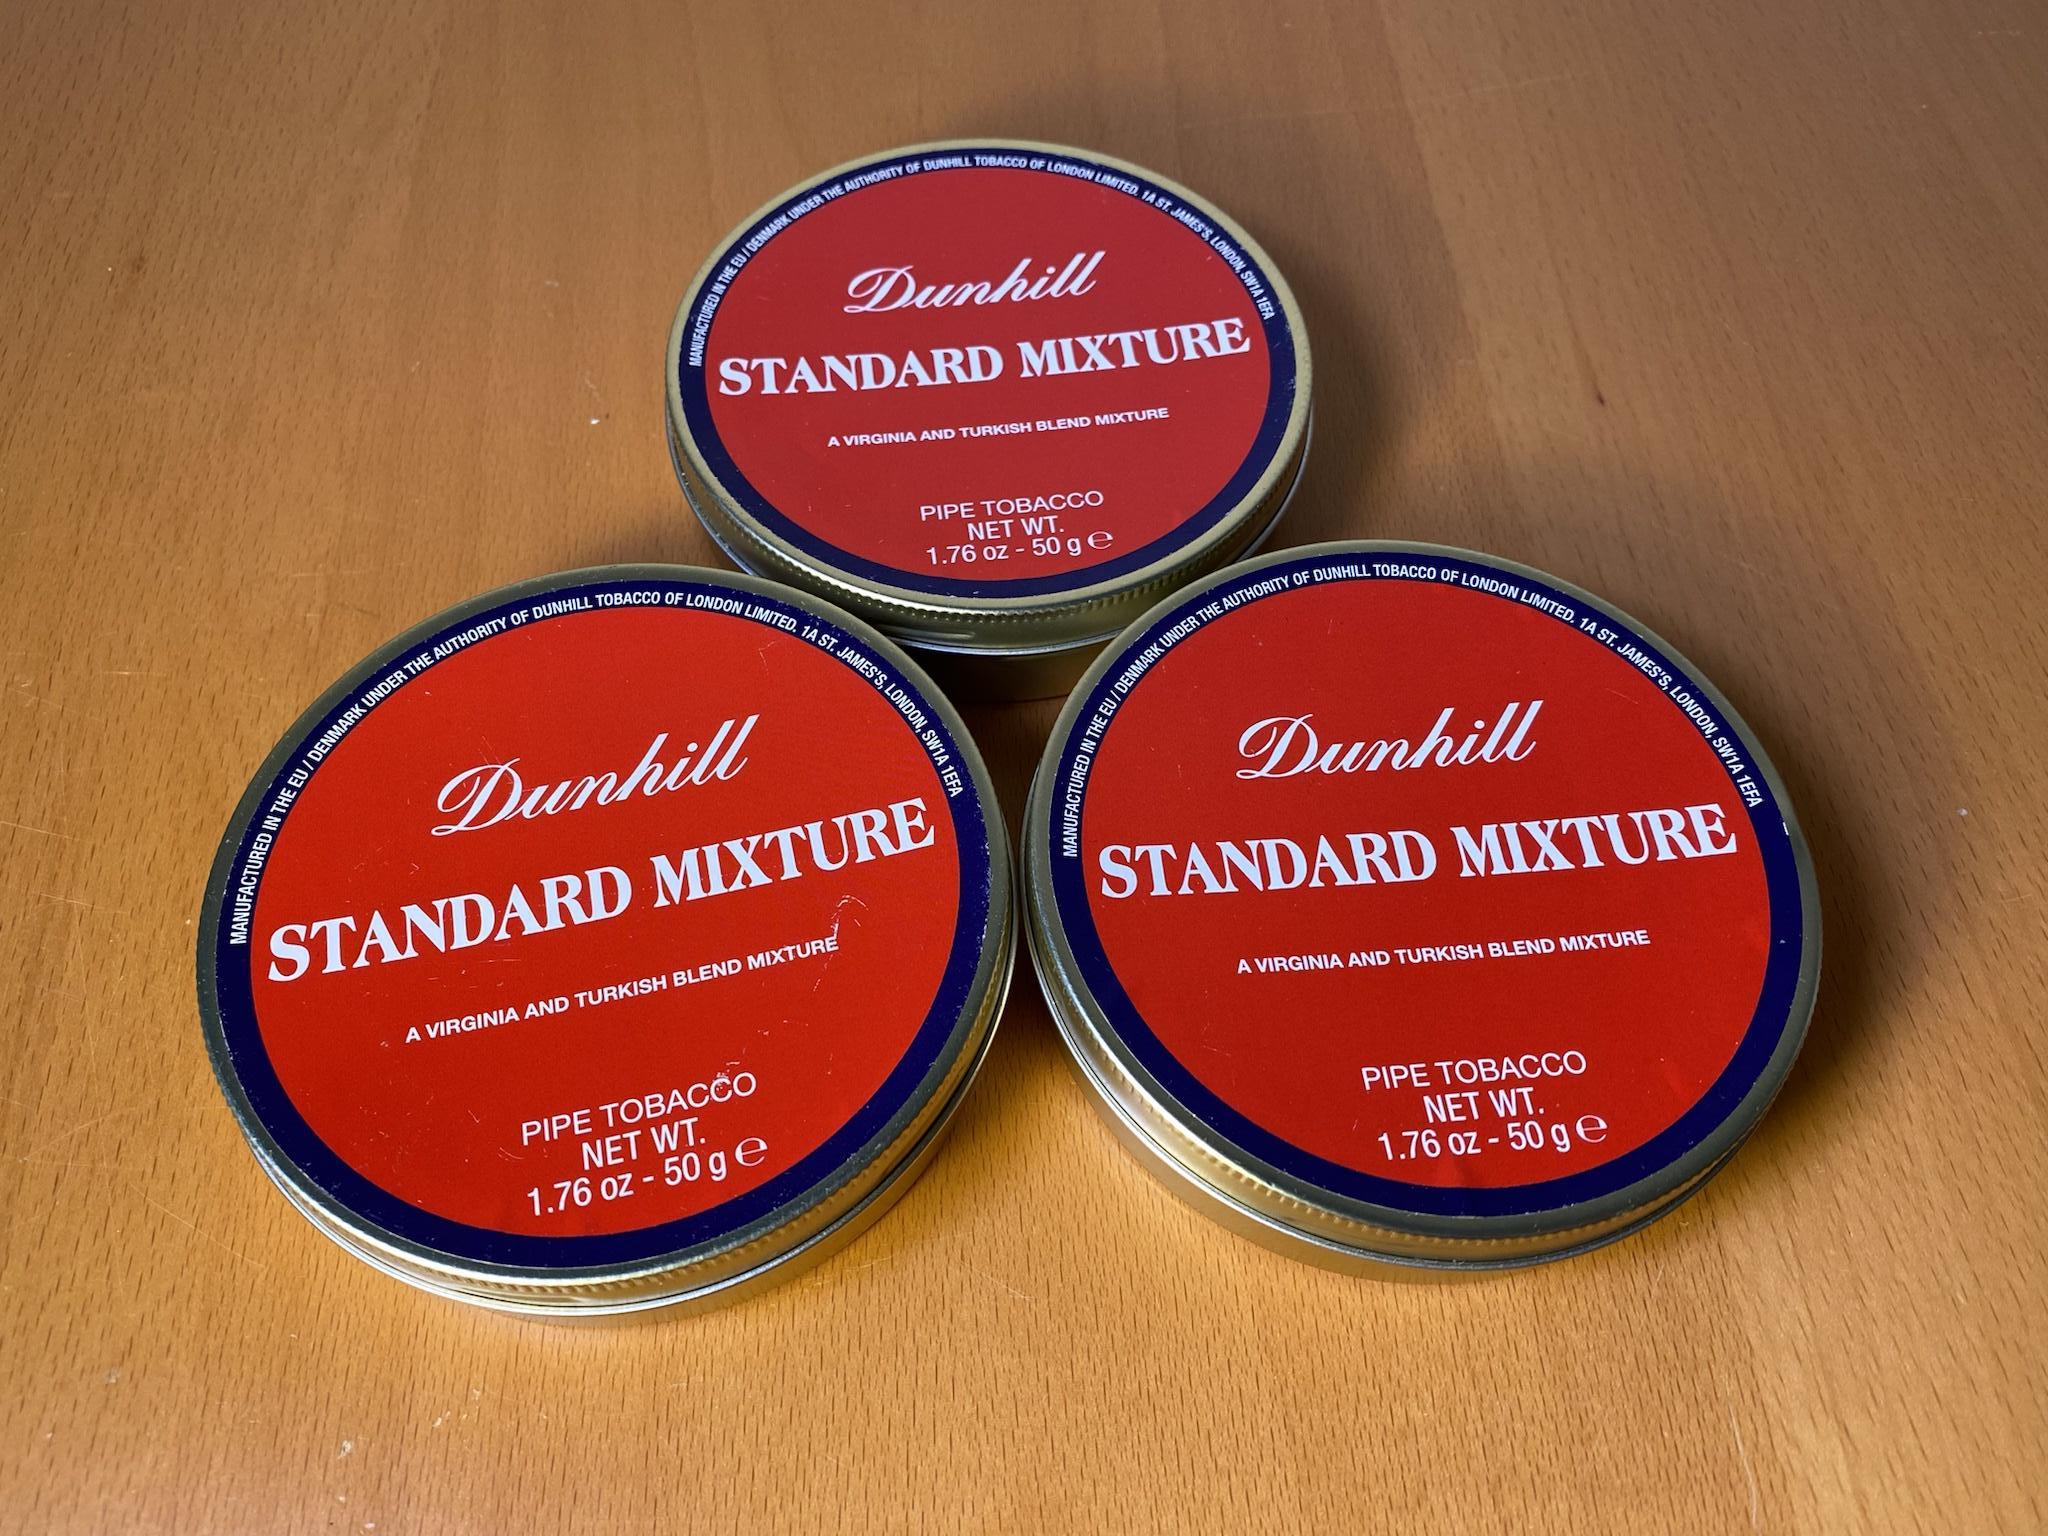 MANUFACTURED IN THE EU / DENMARK UNDER THE AUTHORITY OF DUNHILL TOBACCO OF LONDON LIMITED. 1A ST. JAMES'S, LONDON, SW1A 1EFA
Dunhill
STANDARD MIXTURE
A VIRGINIA AND TURKISH BLEND MIXTURE
PIPE TOBACCO
NET WT.
1.76 oz - 50 g ℮
MANUFACTURED IN THE EU / DENMARK UNDER THE AUTHORITY OF DUNHILL TOBACCO OF LONDON LIMITED. 1A ST. JAMES'S, LONDON, SW1A 1EFA
Dunhill
STANDARD MIXTURE
A VIRGINIA AND TURKISH BLEND MIXTURE
PIPE TOBACCO
NET WT.
1.76 oz - 50 g ℮
MANUFACTURED IN THE EU / DENMARK UNDER THE AUTHORITY OF DUNHILL TOBACCO OF LONDON LIMITED. 1A ST. JAMES'S, LONDON, SW1A 1EFA
Dunhill
STANDARD MIXTURE
A VIRGINIA AND TURKISH BLEND MIXTURE
PIPE TOBACCO
NET WT.
1.76 oz - 50 g ℮